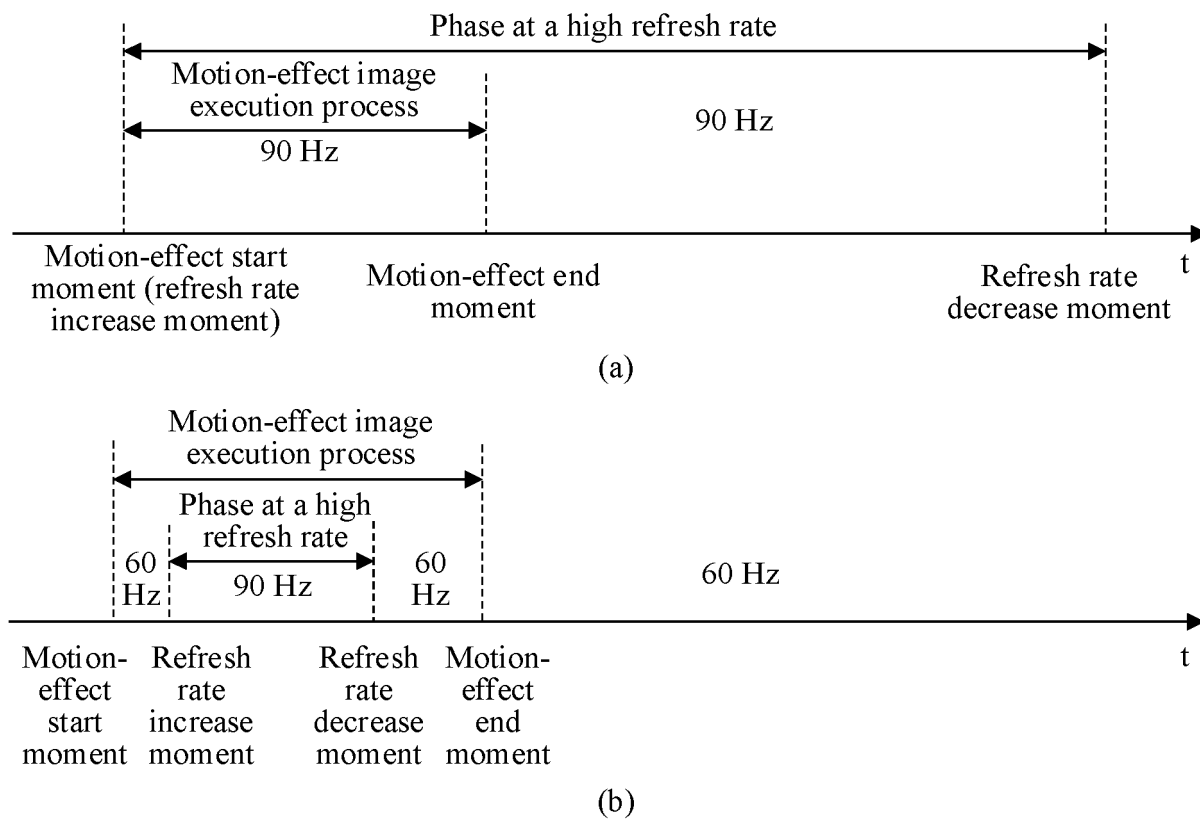 Phase at a high refresh rate
Motion-effect image
execution process
90 Hz
90 Hz
Motion-effect start
moment (refresh rate
increase moment)
Motion-effect end
moment
Refresh rate
decrease moment
t
(a)
Motion-effect image
execution process
Phase at a high
refresh rate
60
Hz
90 Hz
60
Hz
60 Hz
t
Motion-
effect
start
moment
Refresh
rate
increase
moment
Refresh
rate
decrease
moment
Motion-
effect
end
moment
(b)